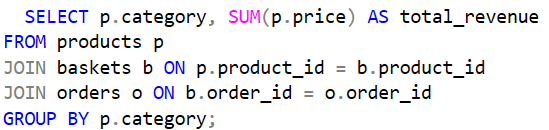 SELECT p.category, SUM(p.price) AS total_revenue
FROM products p
JOIN baskets b ON p.product_id = b.product_id
JOIN orders o ON b.order_id = o.order_id
GROUP BY p.category;